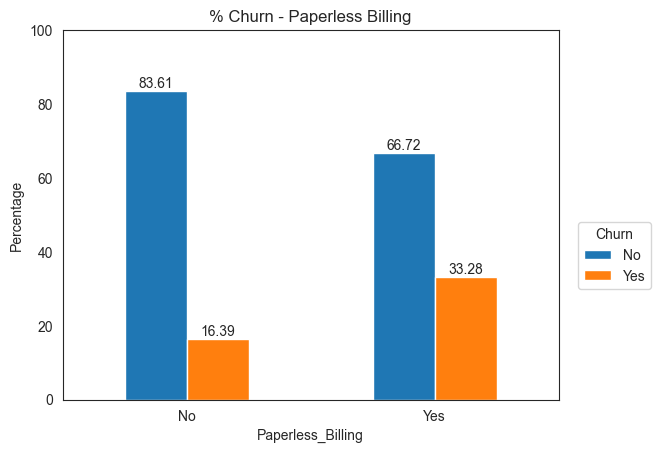 % Churn - Paperless Billing
100
80
60
40
20
0
Percentage
83.61
16.39
66.72
33.28
No
Yes
Paperless_Billing
Churn
No
Yes